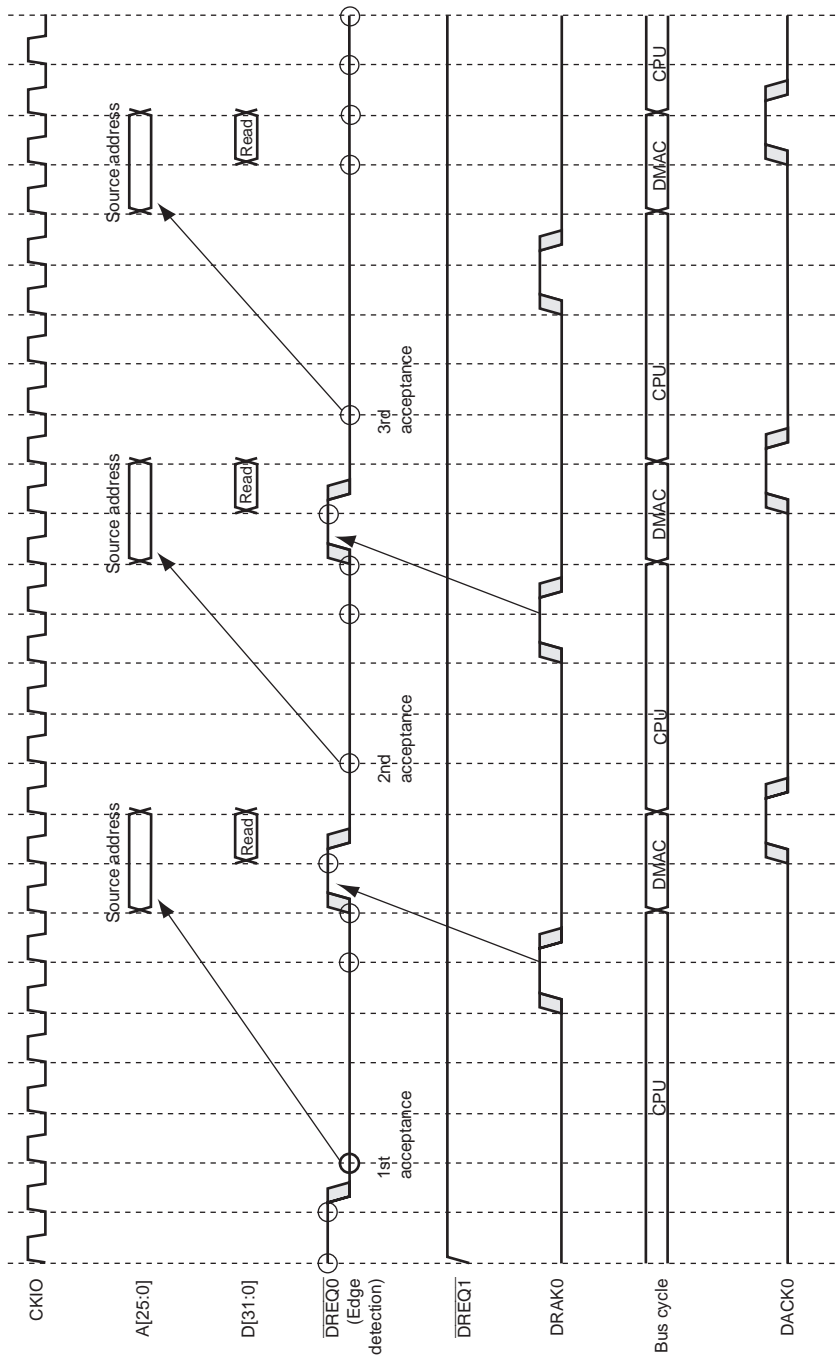 CKIO
A[25:0]
Source address
Source address
Source address
D[31:0]
Read
Read
Read
DREQ0
(Edge
detection)
1st
acceptance
2nd
acceptance
3rd
acceptance
DREQ1
DRAK0
Bus cycle
CPU
DMAC
CPU
DMAC
CPU
DMAC
CPU
DACK0